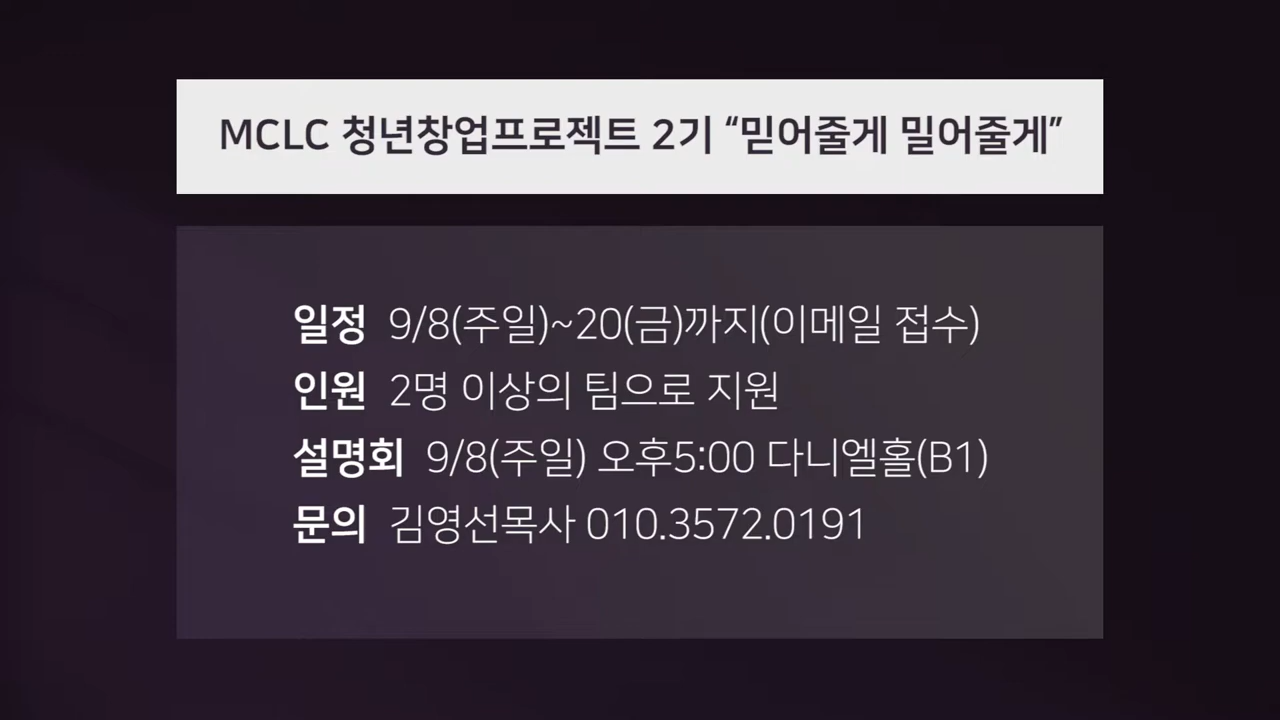 MCLC 청년창업프로젝트 2기 “믿어줄게 밀어줄게”
일정 9/8(주일)~20(금)까지(이메일 접수)
인원 2명 이상의 팀으로 지원
설명회 9/8(주일) 오후5:00 다니엘홀(B1)
문의 김영선목사 010.3572.0191